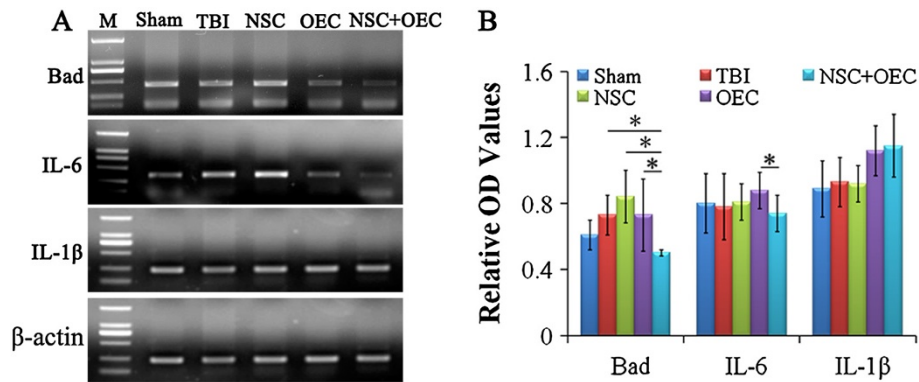 A
M Sham TBI NSC OEC NSC+OEC
Bad
IL-6
IL-1β
β-actin
B
Relative OD Values
1.6
1.2
0.8
0.4
0
Sham TBI NSC+OEC
NSC OEC
*
*
*
*
Bad IL-6 IL-1β